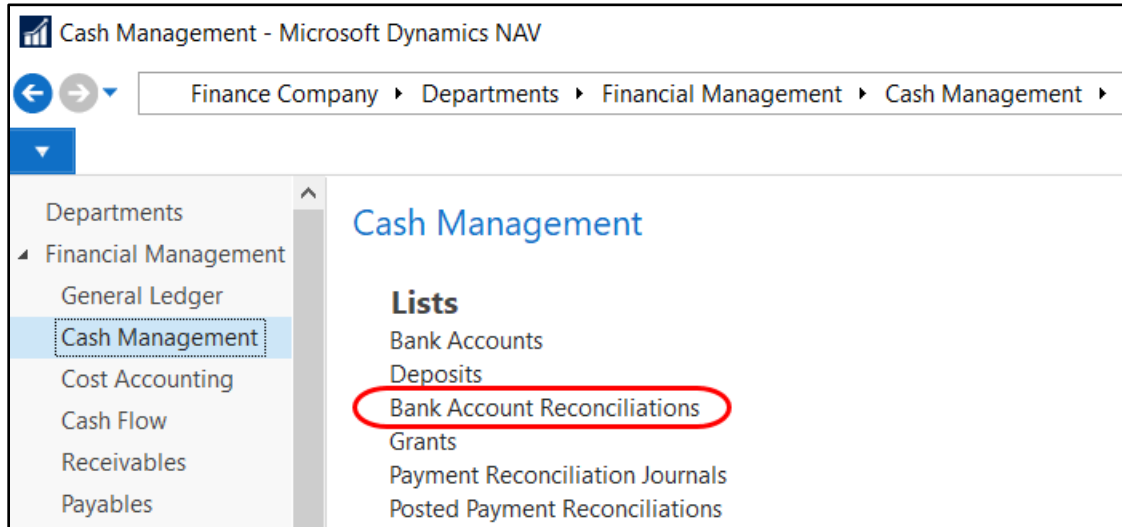 Cash Management - Microsoft Dynamics NAV
Finance Company ▸ Departments ▸ Financial Management ▸ Cash Management ▸
Departments
Financial Management
General Ledger
Cash Management
Cost Accounting
Cash Flow
Receivables
Payables
Cash Management
Lists
Bank Accounts
Deposits
Bank Account Reconciliations
Grants
Payment Reconciliation Journals
Posted Payment Reconciliations